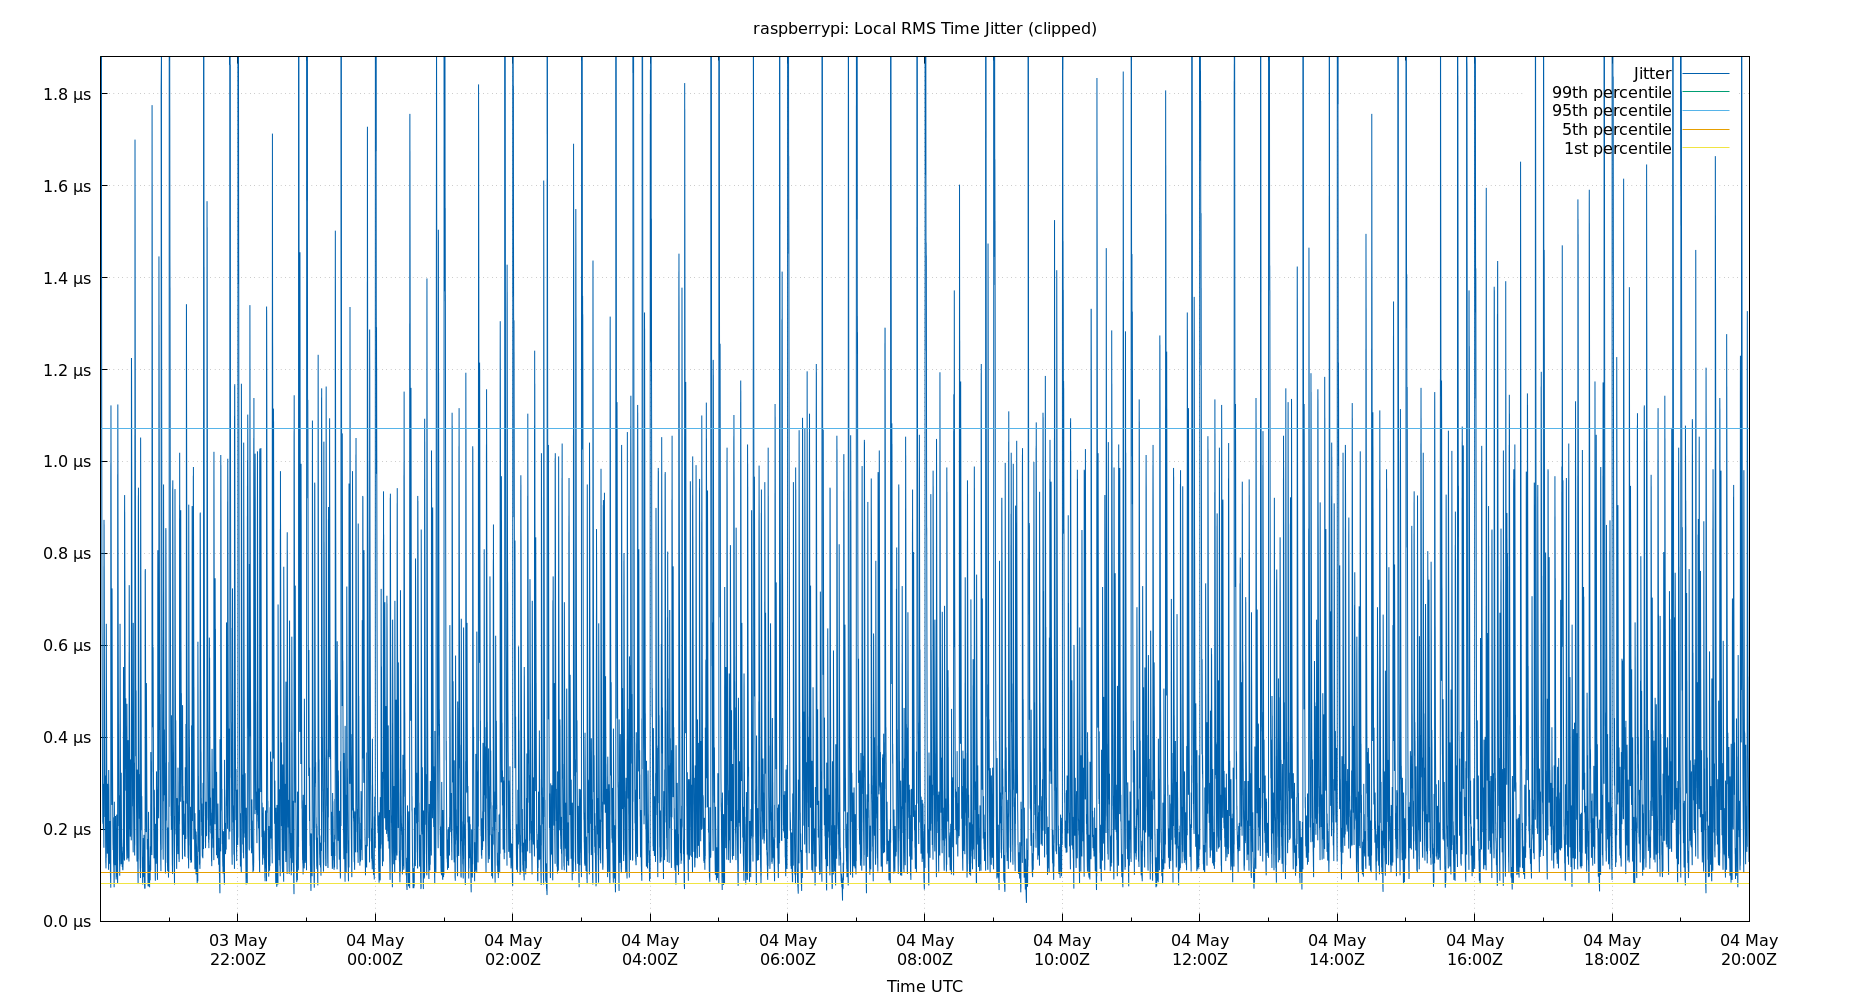 raspberrypi: Local RMS Time Jitter (clipped)
Jitter
99th percentile
95th percentile
5th percentile
1st percentile
1.8 µs
1.6 µs
1.4 µs
1.2 µs
1.0 µs
0.8 µs
0.6 µs
0.4 µs
0.2 µs
0.0 µs
03 May 04 May 04 May 04 May 04 May 04 May 04 May 04 May 04 May 04 May 04 May 04 May
22:00Z 00:00Z 02:00Z 04:00Z 06:00Z 08:00Z 10:00Z 12:00Z 14:00Z 16:00Z 18:00Z 20:00Z
Time UTC